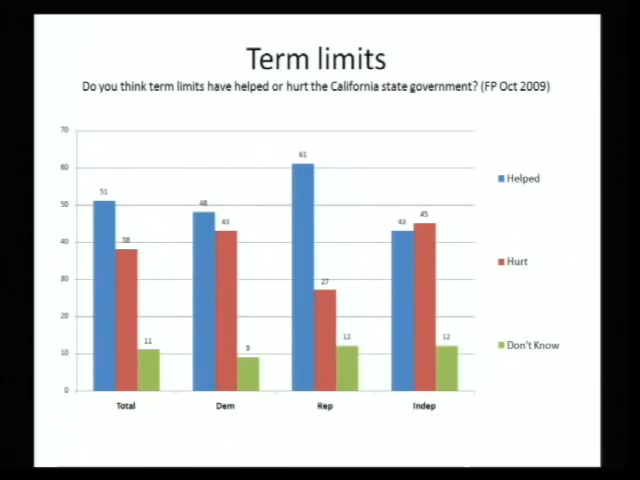 Term limits
Do you think term limits have helped or hurt the California state government? (FP Oct 2009)
70
60
50
40
30
20
10
0
51
38
11
48
43
9
61
27
12
43
45
12
Total
Dem
Rep
Indep
Helped
Hurt
Don't Know